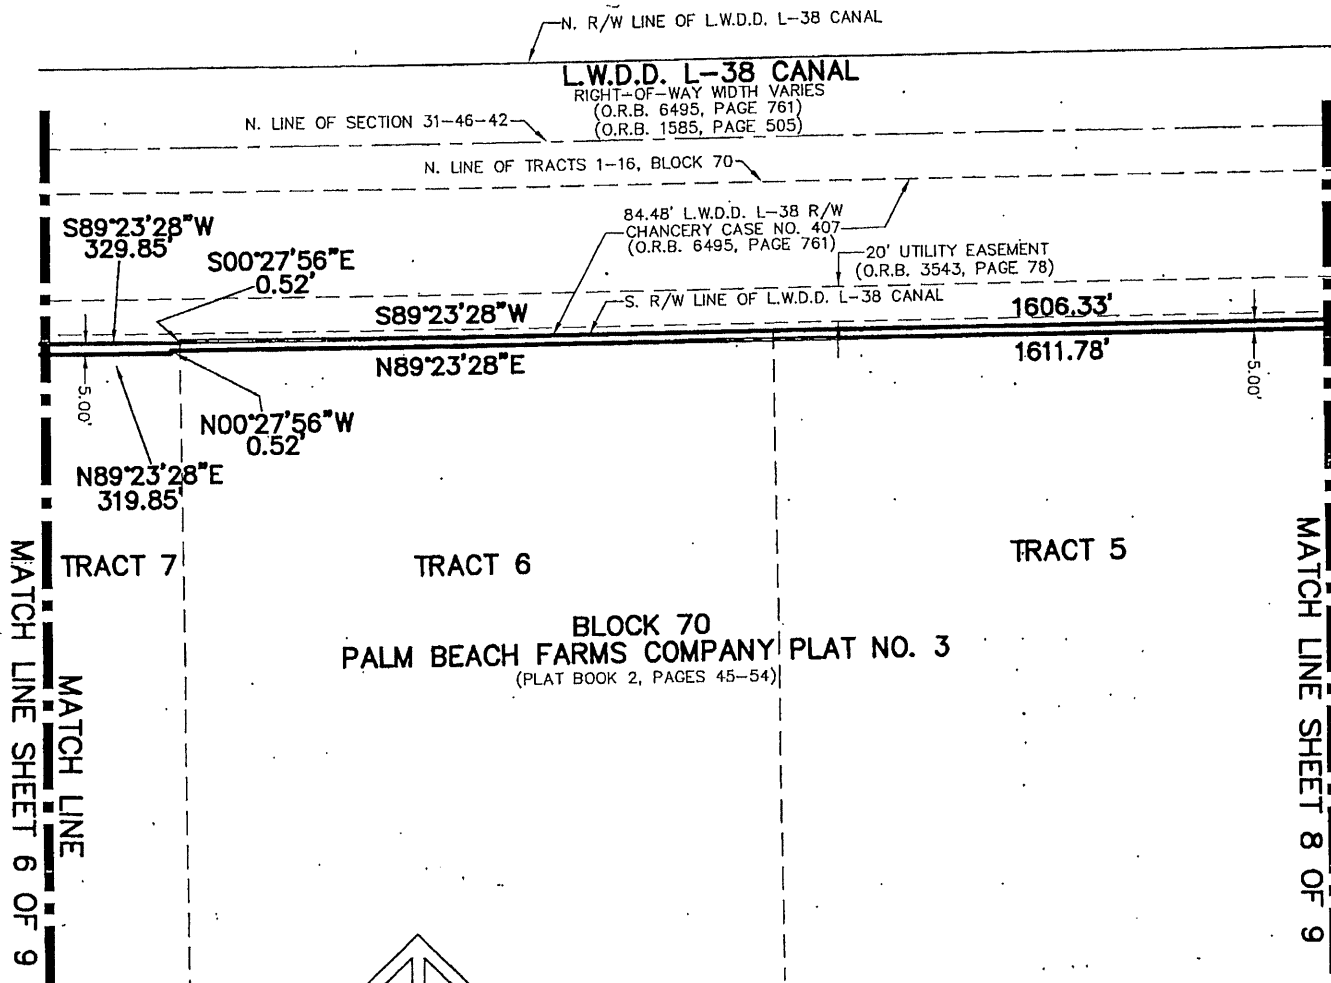 N. R/W LINE OF L.W.D.D. L-38 CANAL
L.W.D.D. L-38 CANAL
RIGHT-OF-WAY WIDTH VARIES
(O.R.B. 6495, PAGE 761)
(O.R.B. 1585, PAGE 505)
N. LINE OF SECTION 31-46-42
N. LINE OF TRACTS 1-16, BLOCK 70
84.48' L.W.D.D. L-38 R/W
CHANCERY CASE NO. 407
(O.R.B. 6495, PAGE 761)
20' UTILITY EASEMENT
(O.R.B. 3543, PAGE 78)
S89°23'28"W
329.85'
S00°27'56"E
0.52'
S. R/W LINE OF L.W.D.D. L-38 CANAL
S89°23'28"W
1606.33'
N89°23'28"E
1611.78'
5.00'
5.00'
N00°27'56"W
0.52'
N89°23'28"E
319.85'
TRACT 7
TRACT 6
TRACT 5
BLOCK 70
PALM BEACH FARMS COMPANY PLAT NO. 3
(PLAT BOOK 2, PAGES 45-54)
MATCH LINE SHEET 6 OF 9
MATCH LINE
MATCH LINE SHEET 8 OF 9